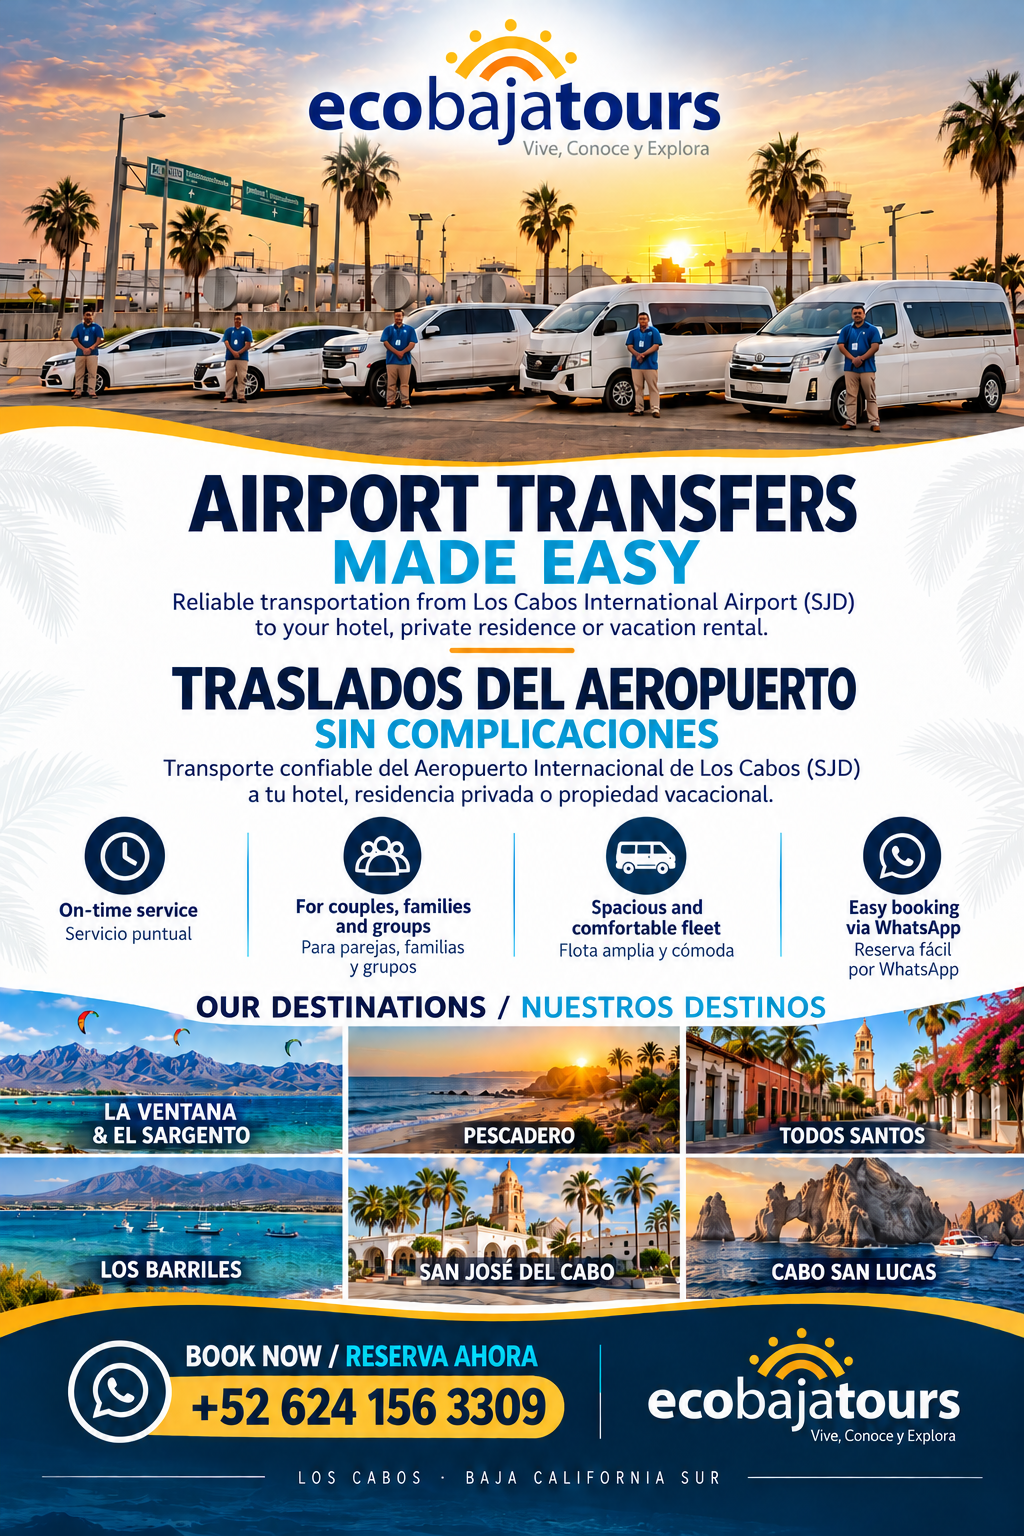 ecobajatours
Vive, Conoce y Explora
AIRPORT TRANSFERS
MADE EASY
Reliable transportation from Los Cabos International Airport (SJD)
to your hotel, private residence or vacation rental.
TRASLADOS DEL AEROPUERTO
SIN COMPLICACIONES
Transporte confiable del Aeropuerto Internacional de Los Cabos (SJD)
a tu hotel, residencia privada o propiedad vacacional.
On-time service
Servicio puntual
For couples, families
and groups
Para parejas, familias
y grupos
Spacious and
comfortable fleet
Flota amplia y cómoda
Easy booking
via WhatsApp
Reserva fácil
por WhatsApp
OUR DESTINATIONS / NUESTROS DESTINOS
LA VENTANA
& EL SARGENTO
PESCADERO
TODOS SANTOS
LOS BARRILES
SAN JOSÉ DEL CABO
CABO SAN LUCAS
BOOK NOW / RESERVA AHORA
+52 624 156 3309
ecobajatours
Vive, Conoce y Explora
LOS CABOS · BAJA CALIFORNIA SUR